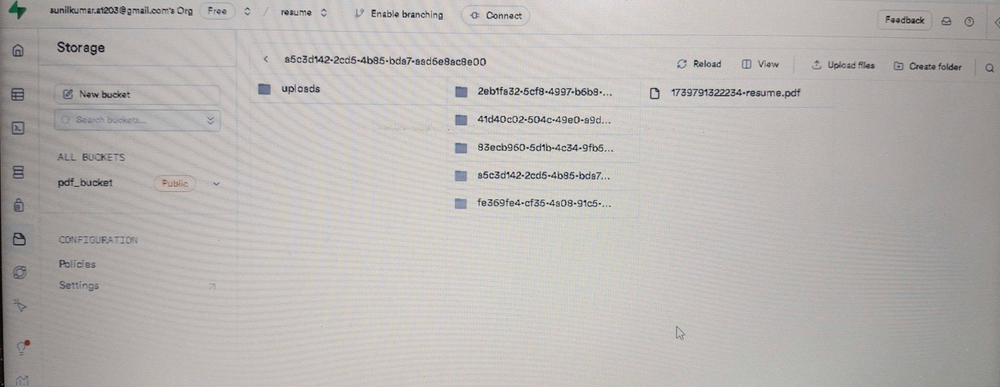 sunilkumar.a1203@gmail.com's Org Free / resume Enable branching Connect Feedback
Storage
a5c3d142-2cd5-4b85-bda7-aad6e8ac8e00 Reload View Upload files Create folder
New bucket
Search buckets...
ALL BUCKETS
pdf_bucket Public
CONFIGURATION
Policies
Settings
uploads
2eb1fa32-5cf8-4997-b6b8-...
41d40c02-504c-49e0-a9d...
83ecb960-5d1b-4c34-9fb5...
a5c3d142-2cd5-4b85-bda7...
fe369fe4-cf35-4a08-91c5-...
1739791322234-resume.pdf